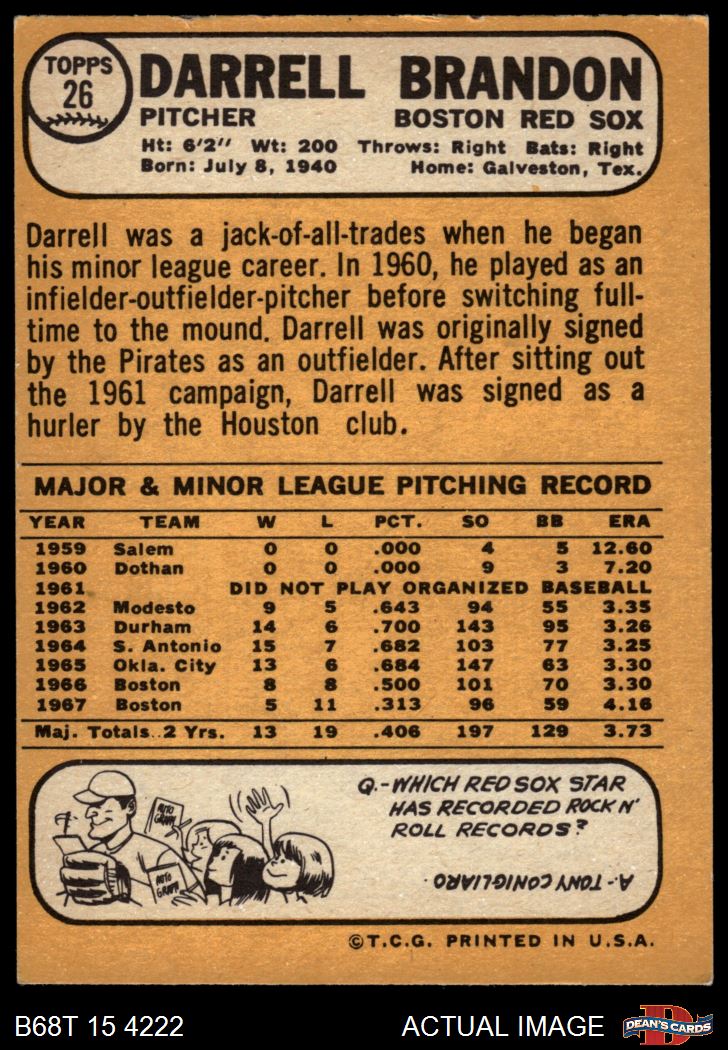 TOPPS
26
DARRELL BRANDON
PITCHER BOSTON RED SOX
Ht: 6'2" Wt: 200 Throws: Right Bats: Right
Born: July 8, 1940 Home: Galveston, Tex.
Darrell was a jack-of-all-trades when he began
his minor league career. In 1960, he played as an
infielder-outfielder-pitcher before switching full-
time to the mound. Darrell was originally signed
by the Pirates as an outfielder. After sitting out
the 1961 campaign, Darrell was signed as a
hurler by the Houston club.
MAJOR & MINOR LEAGUE PITCHING RECORD
YEAR TEAM W L PCT. SO BB ERA
1959 Salem 0 0 .000 4 5 12.60
1960 Dothan 0 0 .000 9 3 7.20
1961 DID NOT PLAY ORGANIZED BASEBALL
1962 Modesto 9 5 .643 94 55 3.35
1963 Durham 14 6 .700 143 95 3.26
1964 S. Antonio 15 7 .682 103 77 3.25
1965 Okla. City 13 6 .684 147 63 3.30
1966 Boston 8 8 .500 101 70 3.30
1967 Boston 5 11 .313 96 59 4.16
Maj. Totals..2 Yrs. 13 19 .406 197 129 3.73
AUTO
GRAPH
AUTO
GRAPH
Q.-WHICH RED SOX STAR
HAS RECORDED ROCK N'
ROLL RECORDS?
A.-TONY CONIGLIARO.
©T.C.G. PRINTED IN U.S.A.
B68T 15 4222 ACTUAL IMAGE
D
DEAN'S CARDS